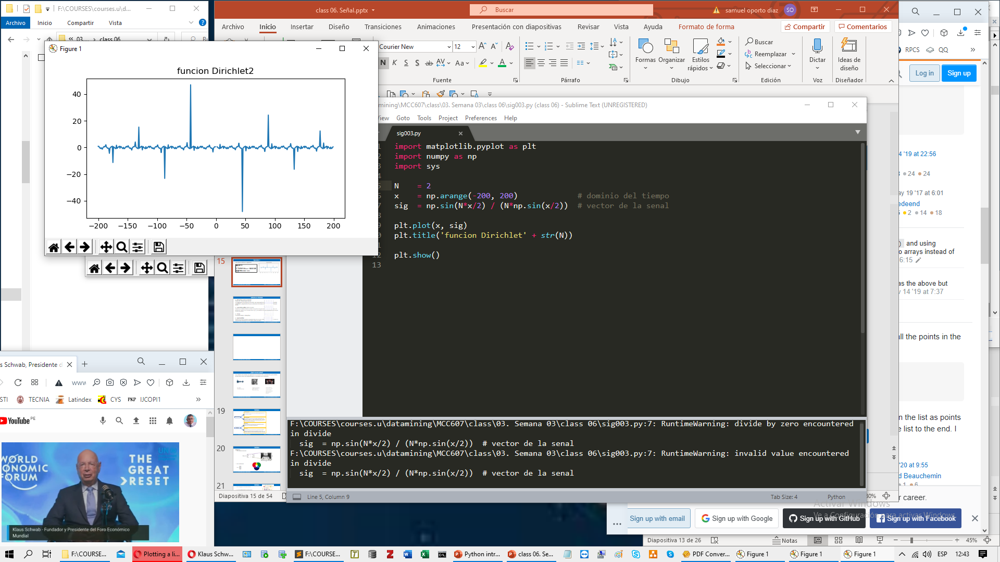 F:\COURSES\courses.u\d...
Archivo Inicio Compartir Vista
class 06
Figure 1
funcion Dirichlet2
40
20
0
−20
−40
−200 −150 −100 −50 0 50 100 150 200
class 06. Señal.pptx
Buscar
samuel oporto diaz SO
Archivo Inicio Insertar Diseño Transiciones Animaciones Presentación con diapositivas Revisar Vista Ayuda Formato de forma Compartir Comentarios
Courier New 12
N K S S ab AV Aa A
Fuente
Párrafo
Formas Organizar Estilos rápidos
Dibujo
Buscar
Reemplazar
Seleccionar
Edición
Dictar
Voz
Ideas de diseño
Diseñador
mining\MCC607\class\03. Semana 03\class 06\sig003.py (class 06) - Sublime Text (UNREGISTERED)
Goto Tools Project Preferences Help
sig003.py
import matplotlib.pyplot as plt
import numpy as np
import sys
N = 2
x = np.arange(-200, 200) # dominio del tiempo
sig = np.sin(N*x/2) / (N*np.sin(x/2)) # vector de la senal
plt.plot(x, sig)
plt.title('funcion Dirichlet' + str(N))
12 plt.show()
13
F:\COURSES\courses.u\datamining\MCC607\class\03. Semana 03\class 06\sig003.py:7: RuntimeWarning: divide by zero encountered
in divide
sig = np.sin(N*x/2) / (N*np.sin(x/2)) # vector de la senal
F:\COURSES\courses.u\datamining\MCC607\class\03. Semana 03\class 06\sig003.py:7: RuntimeWarning: invalid value encountered
in divide
sig = np.sin(N*x/2) / (N*np.sin(x/2)) # vector de la senal
Line 5, Column 9 Tab Size: 4 Python
15
19
20
21
Diapositiva 15 de 54
s Schwab, Presidente d
www
STI TECNIA Latindex CYS PKP IJCOPI1
YouTube PE
WORLD
ECONOMIC
FORUM
THE
GREAT
RESET
Klaus Schwab - Fundador y Presidente del Foro Económico
Mundial
RPCS QQ
Log in Sign up
4 '19 at 22:56
24 24
ay 19 '17 at 6:01
edeend
2 14 18
and using
o arrays instead of
6:15
as the above but
14 '19 at 7:37
all the points in the
n the list as points
e list to the end. I
'20 at 9:55
d Beauchemin
1 6
r career.
Activar Windows
Ve a Configuración para activar Windows.
Sign up with email Sign up with Google Sign up with GitHub Sign up with Facebook
Diapositiva 13 de 26 Notas 45%
F:\COURSE... Plotting a li... Klaus Schw... F:\COURSE... Python intr... class 06. Se... PDF Conver... Figure 1 Figure 1 Figure 1 ESP 12:43